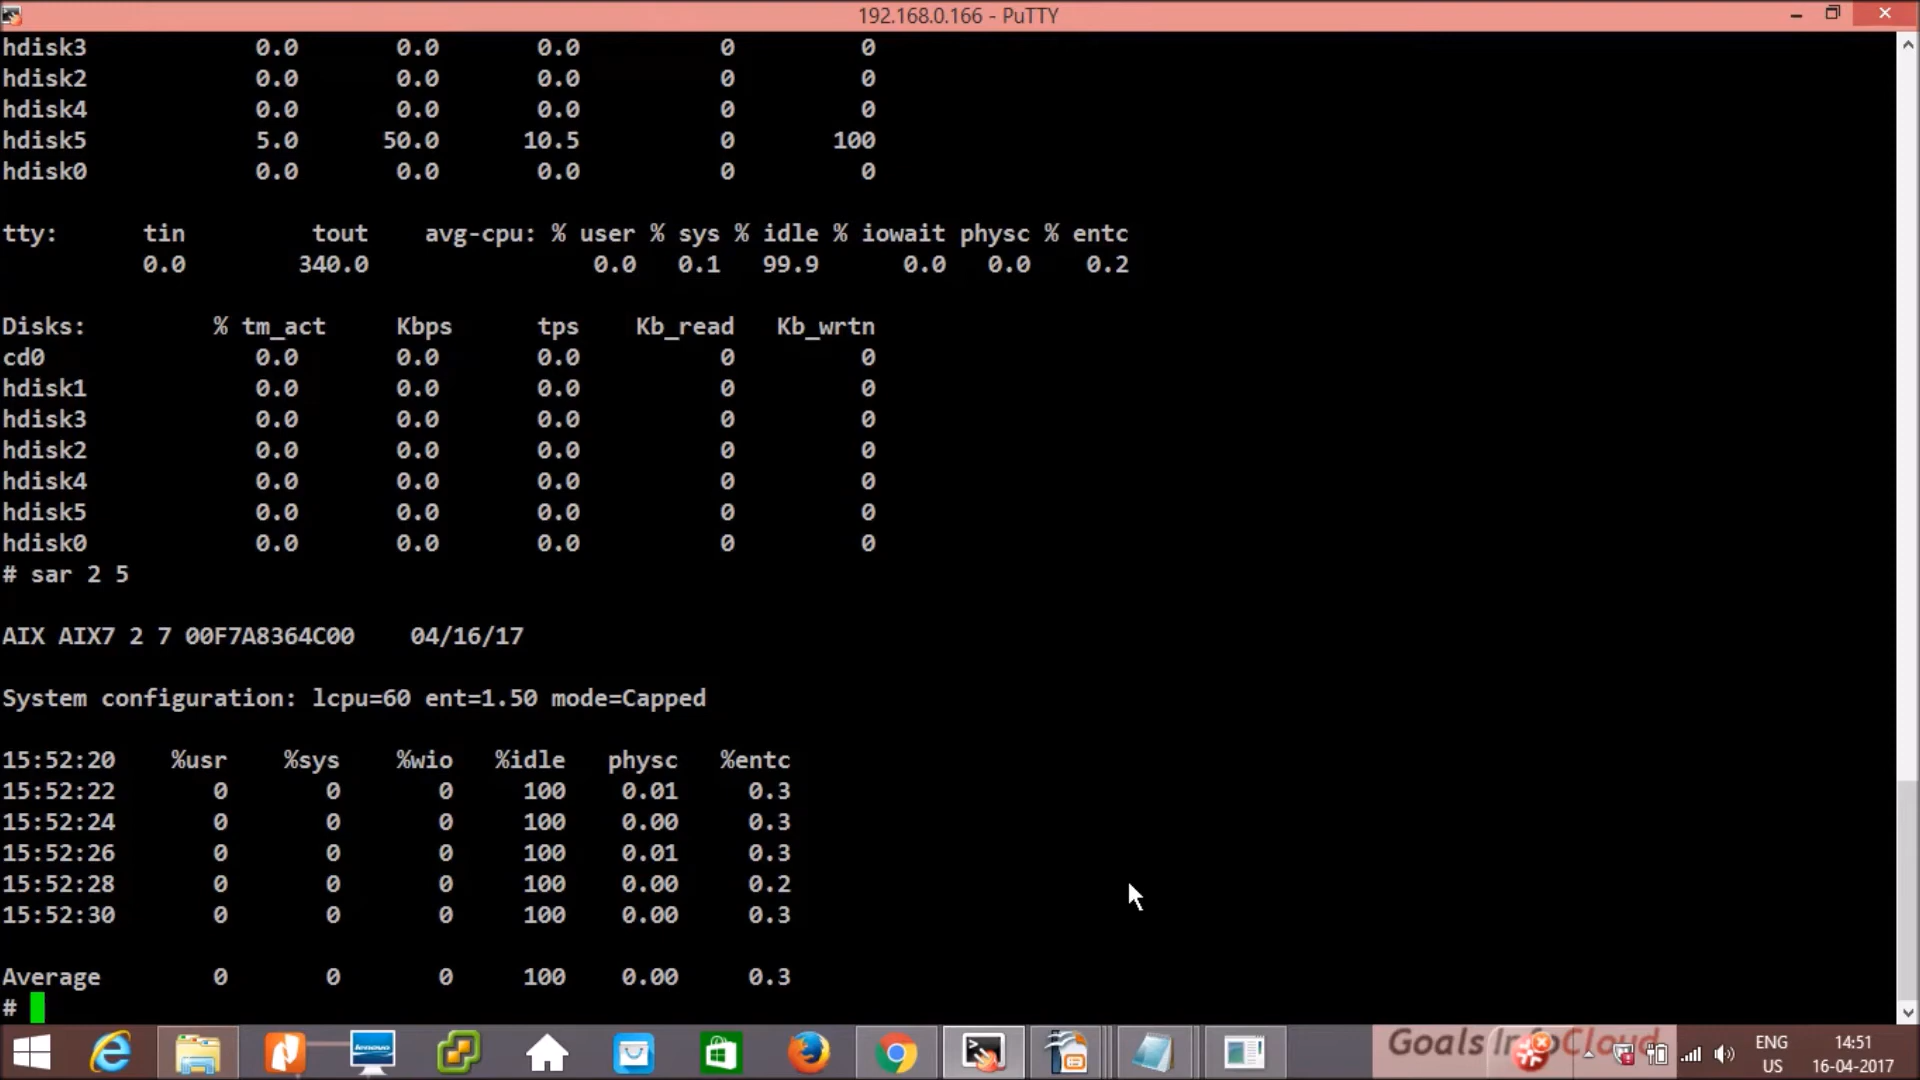 192.168.0.166 - PuTTY
hdisk3 0.0 0.0 0.0 0 0
hdisk2 0.0 0.0 0.0 0 0
hdisk4 0.0 0.0 0.0 0 0
hdisk5 5.0 50.0 10.5 0 100
hdisk0 0.0 0.0 0.0 0 0
tty: tin tout avg-cpu: % user % sys % idle % iowait physc % entc
0.0 340.0 0.0 0.1 99.9 0.0 0.0 0.2
Disks: % tm_act Kbps tps Kb_read Kb_wrtn
cd0 0.0 0.0 0.0 0 0
hdisk1 0.0 0.0 0.0 0 0
hdisk3 0.0 0.0 0.0 0 0
hdisk2 0.0 0.0 0.0 0 0
hdisk4 0.0 0.0 0.0 0 0
hdisk5 0.0 0.0 0.0 0 0
hdisk0 0.0 0.0 0.0 0 0
# sar 2 5
AIX AIX7 2 7 00F7A8364C00 04/16/17
System configuration: lcpu=60 ent=1.50 mode=Capped
15:52:20 %usr %sys %wio %idle physc %entc
15:52:22 0 0 0 100 0.01 0.3
15:52:24 0 0 0 100 0.00 0.3
15:52:26 0 0 0 100 0.01 0.3
15:52:28 0 0 0 100 0.00 0.2
15:52:30 0 0 0 100 0.00 0.3
Average 0 0 0 100 0.00 0.3
#
lenovo
Goals InfoCloud
ENG
US
14:51
16-04-2017